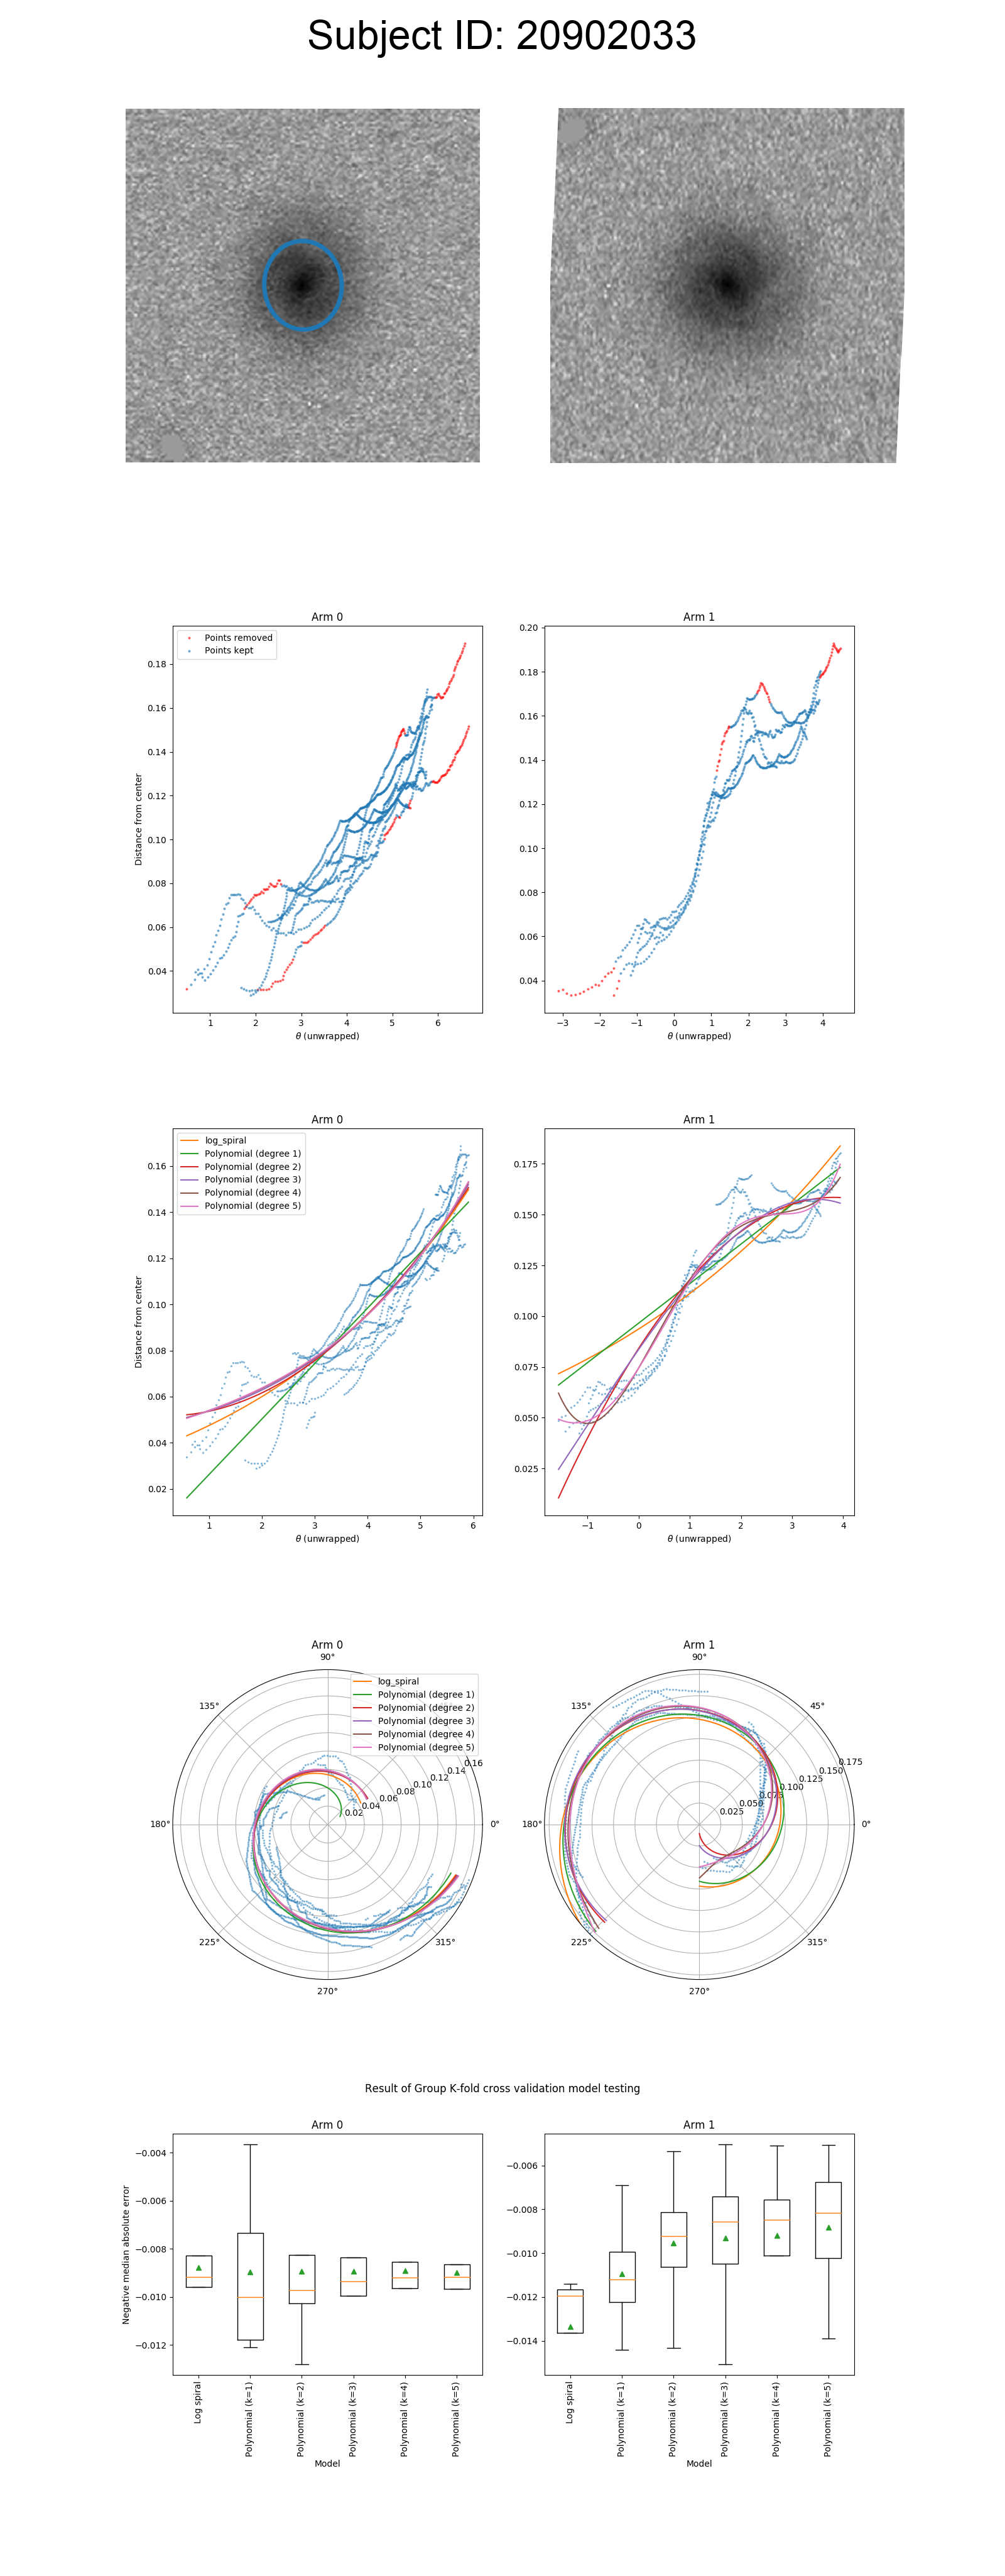 Subject ID: 20902033
Arm 0
Arm 1
Points removed
Points kept
Distance from center
0.18
0.16
0.14
0.12
0.10
0.08
0.06
0.04
1 2 3 4 5 6
θ (unwrapped)
0.20
0.18
0.16
0.14
0.12
0.10
0.08
0.06
0.04
−3 −2 −1 0 1 2 3 4
θ (unwrapped)
Arm 0
Arm 1
log_spiral
Polynomial (degree 1)
Polynomial (degree 2)
Polynomial (degree 3)
Polynomial (degree 4)
Polynomial (degree 5)
Distance from center
0.16
0.14
0.12
0.10
0.08
0.06
0.04
0.02
1 2 3 4 5 6
θ (unwrapped)
0.175
0.150
0.125
0.100
0.075
0.050
0.025
−1 0 1 2 3 4
θ (unwrapped)
Arm 0
90°
135°
180°
225°
270°
315°
0°
log_spiral
Polynomial (degree 1)
Polynomial (degree 2)
Polynomial (degree 3)
Polynomial (degree 4)
Polynomial (degree 5)
0.02 0.04 0.06 0.08 0.10 0.12 0.14 0.16
Arm 1
90°
45°
135°
180°
225°
270°
315°
0°
0.025 0.050 0.075 0.100 0.125 0.150 0.175
Result of Group K-fold cross validation model testing
Arm 0
Arm 1
Negative median absolute error
−0.004
−0.006
−0.008
−0.010
−0.012
Log spiral
Polynomial (k=1)
Polynomial (k=2)
Polynomial (k=3)
Polynomial (k=4)
Polynomial (k=5)
Model
−0.006
−0.008
−0.010
−0.012
−0.014
Log spiral
Polynomial (k=1)
Polynomial (k=2)
Polynomial (k=3)
Polynomial (k=4)
Polynomial (k=5)
Model